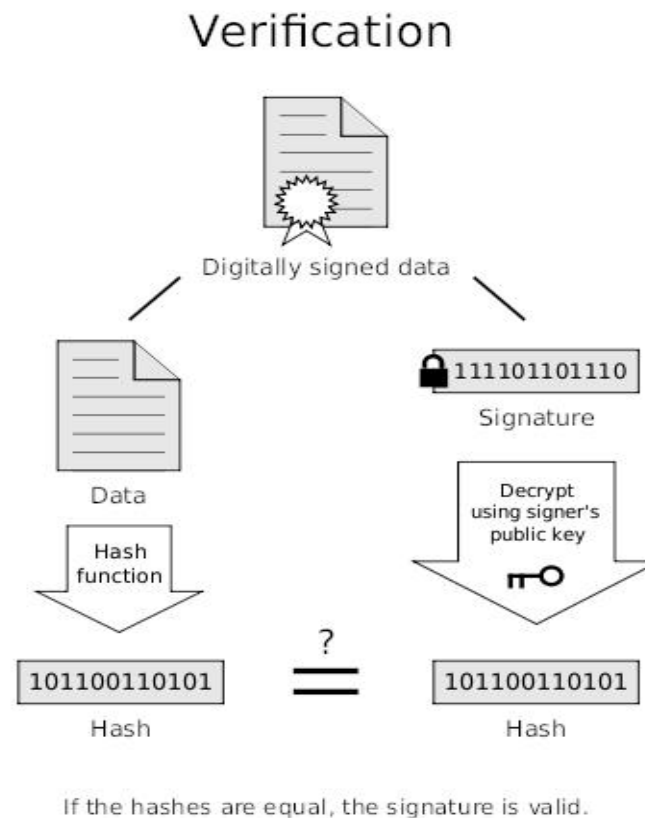 Verification
Digitally signed data
111101101110
Signature
Data
Decrypt
using signer's
public key
Hash
function
?
101100110101
101100110101
Hash
Hash
If the hashes are equal, the signature is valid.